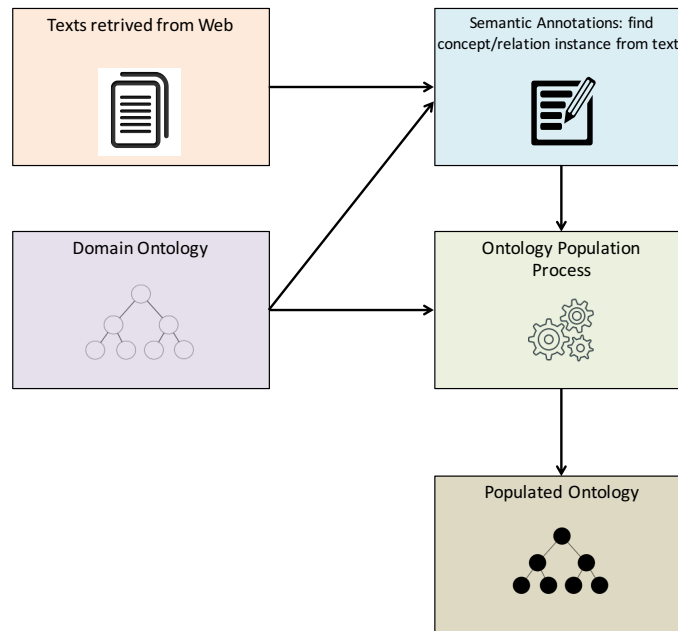 Texts retrived from Web
Semantic Annotations: find
concept/relation instance from text
Domain Ontology
Ontology Population
Process
Populated Ontology